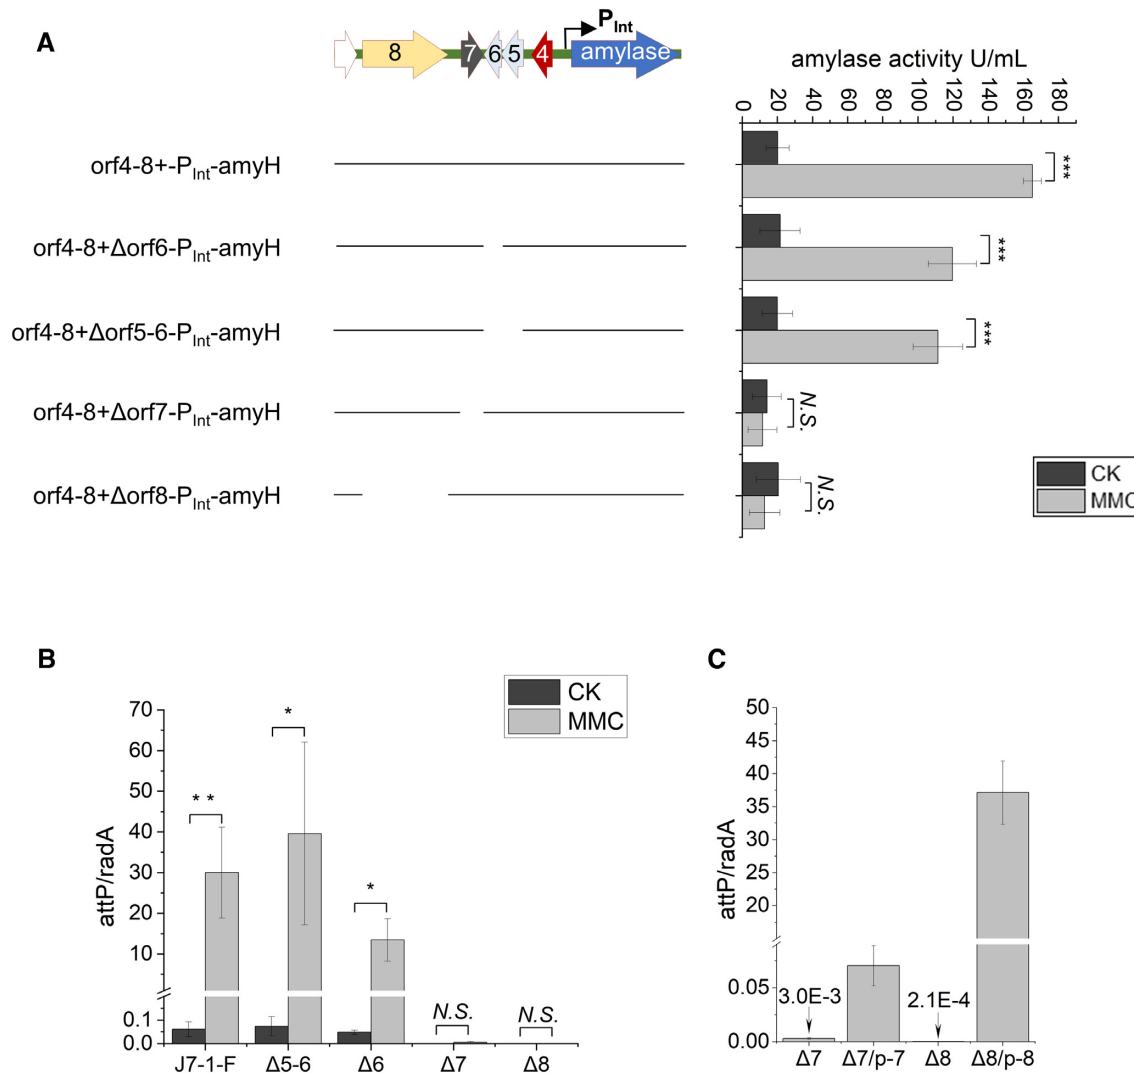 A
P_Int
8 7 6 5 4 amylase
amylase activity U/mL
0 20 40 60 80 100 120 140 160 180
orf4-8+-P_Int-amyH
***
orf4-8+Δorf6-P_Int-amyH
***
orf4-8+Δorf5-6-P_Int-amyH
***
orf4-8+Δorf7-P_Int-amyH
N.S.
orf4-8+Δorf8-P_Int-amyH
N.S.
CK
MMC
B
CK
MMC
attP/radA
70
60
50
40
30
20
10
0.1
0.0
**
*
*
N.S.
N.S.
J7-1-F Δ5-6 Δ6 Δ7 Δ8
C
attP/radA
50
45
40
35
30
25
20
0.05
0.00
3.0E-3
2.1E-4
Δ7 Δ7/p-7 Δ8 Δ8/p-8